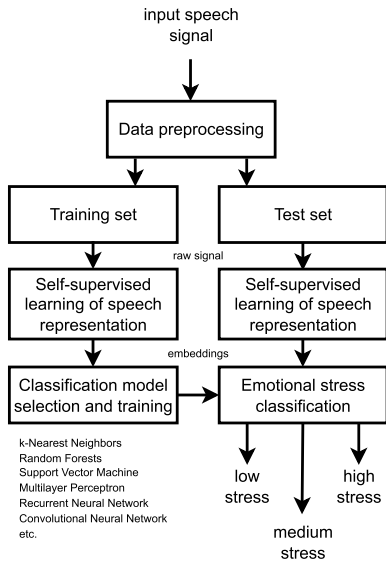 input speech
signal
Data preprocessing
Training set
Test set
raw signal
Self-supervised
learning of speech
representation
Self-supervised
learning of speech
representation
embeddings
Classification model
selection and training
Emotional stress
classification
k-Nearest Neighbors
Random Forests
Support Vector Machine
Multilayer Perceptron
Recurrent Neural Network
Convolutional Neural Network
etc.
low
stress
medium
stress
high
stress